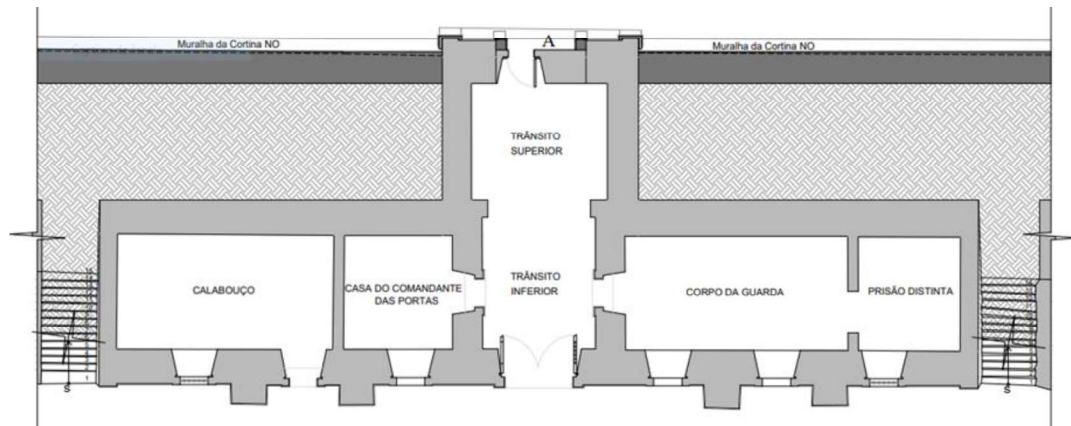 Muralha da Cortina NO
A
Muralha da Cortina NO
TRÂNSITO
SUPERIOR
CALABOUÇO
CASA DO COMANDANTE
DAS PORTAS
TRÂNSITO
INFERIOR
CORPO DA GUARDA
PRISÃO DISTINTA
S
S